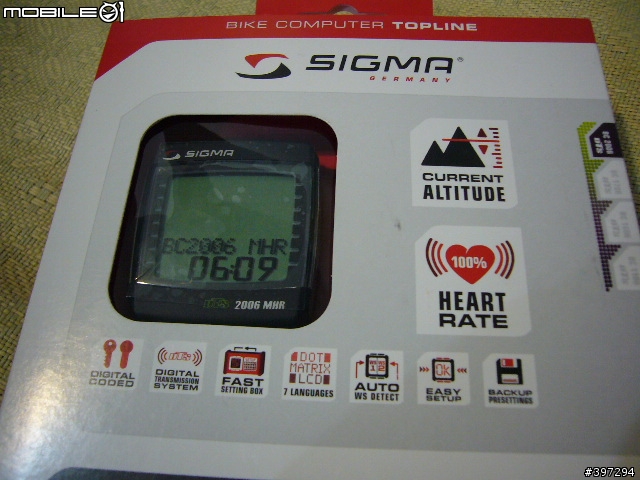 MOBILE01
BIKE COMPUTER TOPLINE
SIGMA®
GERMANY
SIGMA
BC2006 MHR
06:09
2006 MHR
CURRENT
ALTITUDE
100%
HEART
RATE
DIGITAL
CODED
DIGITAL
TRANSMISSION
SYSTEM
FAST
SETTING BOX
DOT
MATRIX
LCD
7 LANGUAGES
AUTO
WS DETECT
Ok
EASY
SETUP
BACKUP
PRESETTINGS
#397294